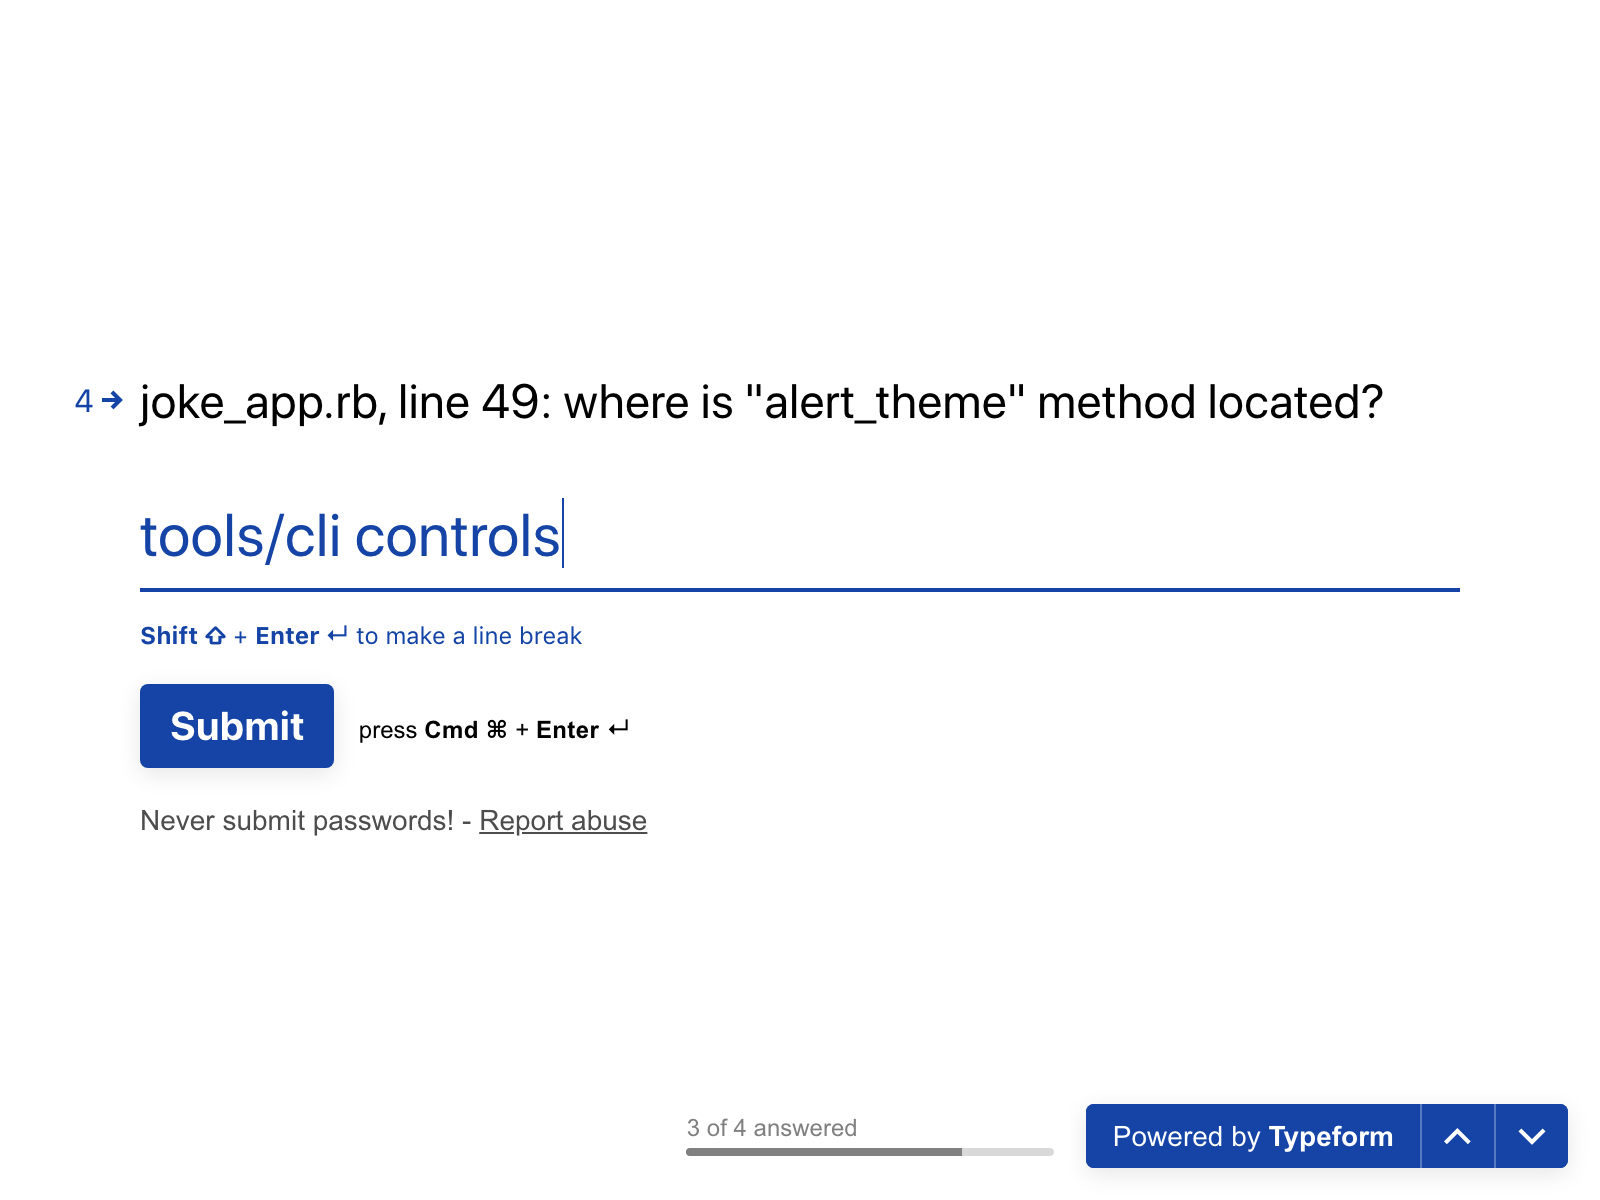 4 → joke_app.rb, line 49: where is "alert_theme" method located?
tools/cli controls
Shift ⇧ + Enter ↵ to make a line break
Submit
press Cmd ⌘ + Enter ↵
Never submit passwords! - Report abuse
3 of 4 answered
Powered by Typeform